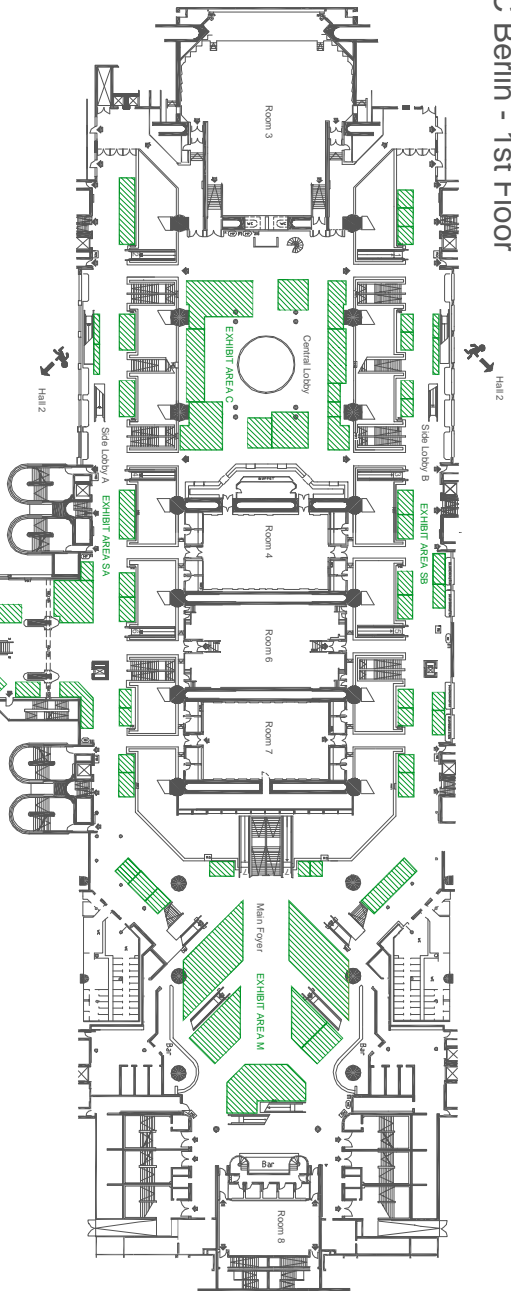 C Berlin - 1st Floor
Room 3
Hall 2
Hall 2
Central Lobby
EXHIBIT AREA C
Side Lobby B
EXHIBIT AREA SB
Side Lobby A
EXHIBIT AREA SA
BUFFET
Room 4
Room 6
Room 7
Main Foyer
EXHIBIT AREA M
Bar
Bar
Bar
Room 8